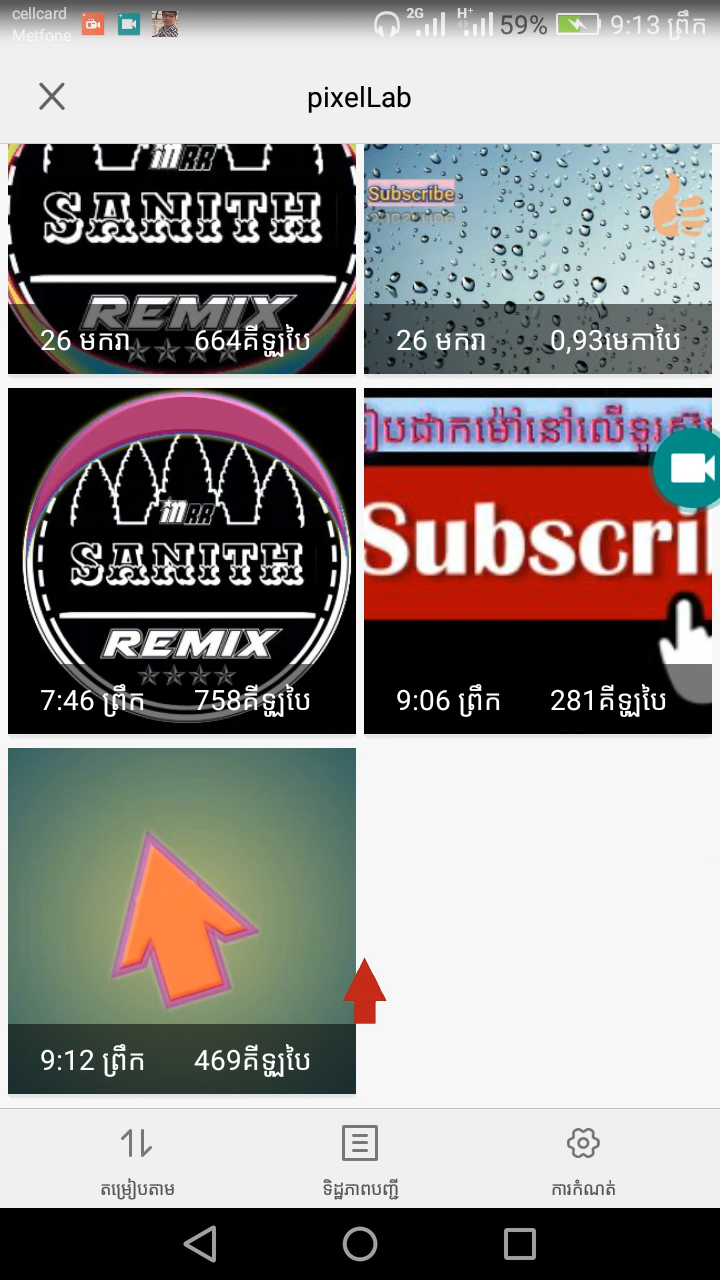 cellcard
Metfone
2G
H+
59%
9:13 ព្រឹក
pixelLab
INRR
SANITH
REMIX
26 មករា
664គីឡូបៃ
Subscribe
26 មករា
0,93មេកាបៃ
INRR
SANITH
REMIX
7:46 ព្រឹក
758គីឡូបៃ
Subscri
9:06 ព្រឹក
281គីឡូបៃ
9:12 ព្រឹក
469គីឡូបៃ
តម្រៀបតាម
ទិដ្ឋភាពបញ្ជី
ការកំណត់